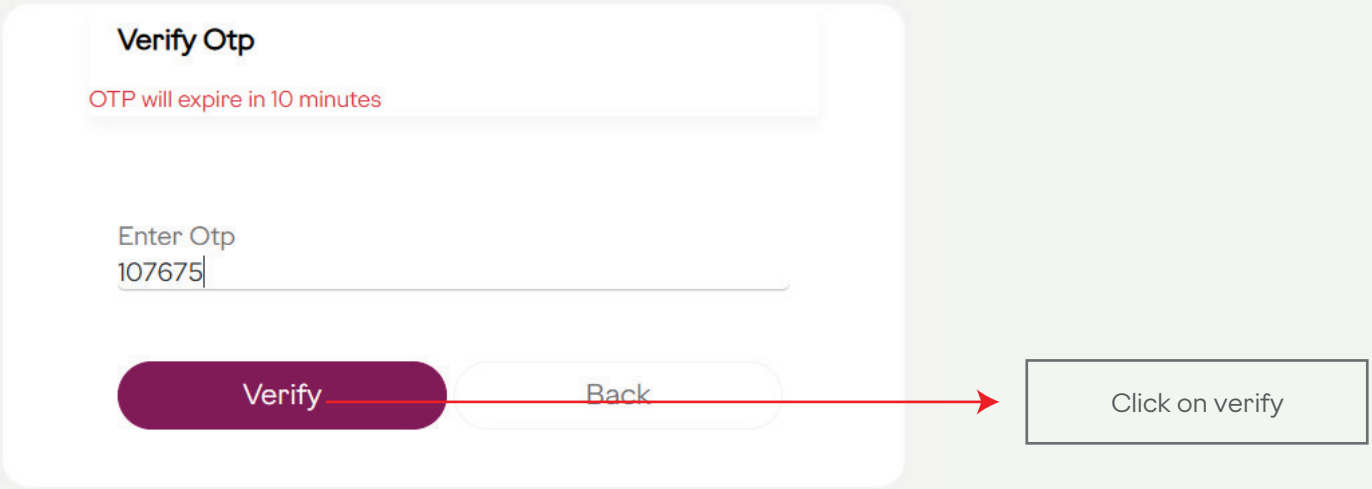 Verify Otp
OTP will expire in 10 minutes
Enter Otp
107675
Verify
Back
Click on verify